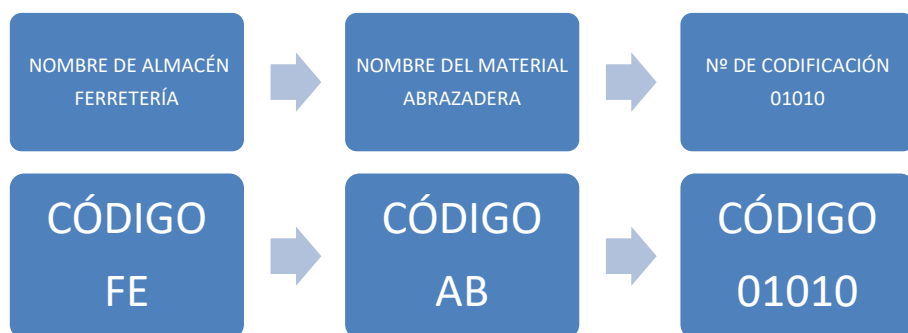 NOMBRE DE ALMACÉN
FERRETERÍA
NOMBRE DEL MATERIAL
ABRAZADERA
Nº DE CODIFICACIÓN
01010
CÓDIGO
FE
CÓDIGO
AB
CÓDIGO
01010